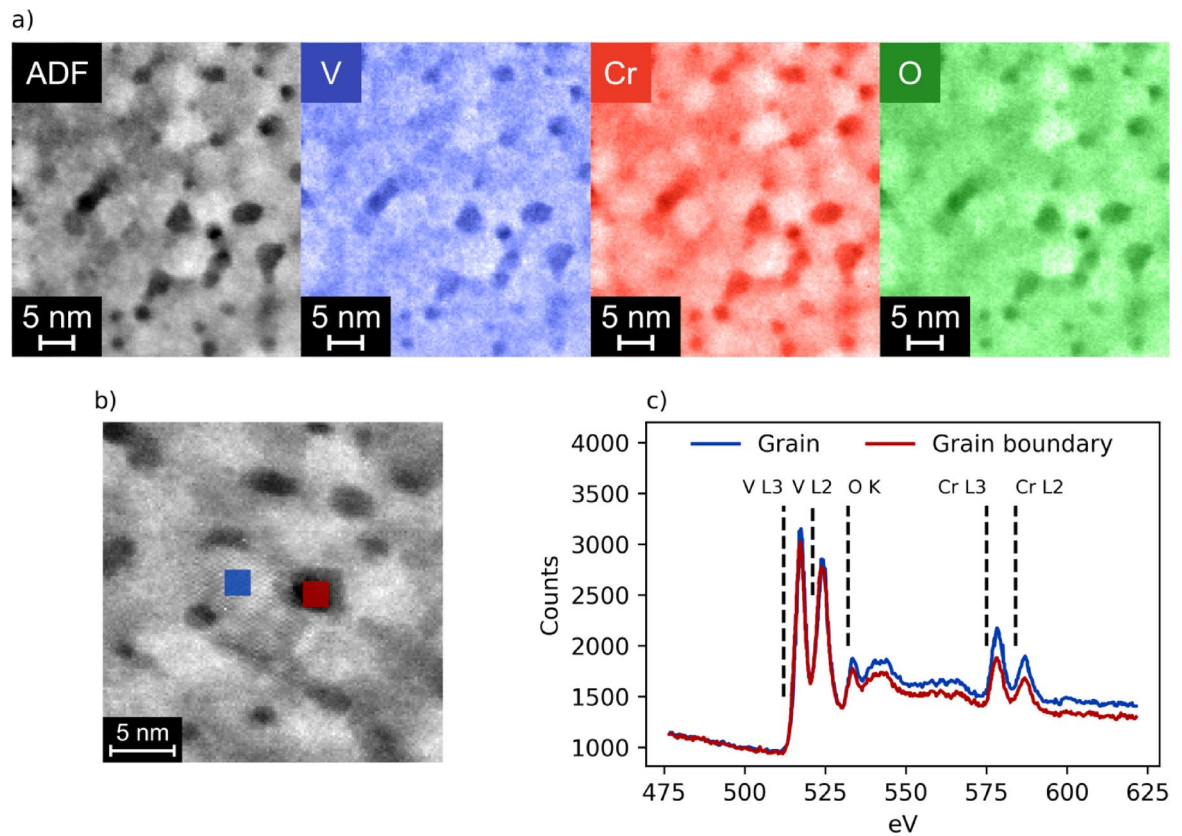 a)
ADF V Cr O
5 nm 5 nm 5 nm 5 nm
b) c)
5 nm
4000
3500
3000
2500
2000
1500
1000
Counts
Grain Grain boundary
V L3 V L2 O K Cr L3 Cr L2
475 500 525 550 575 600 625
eV